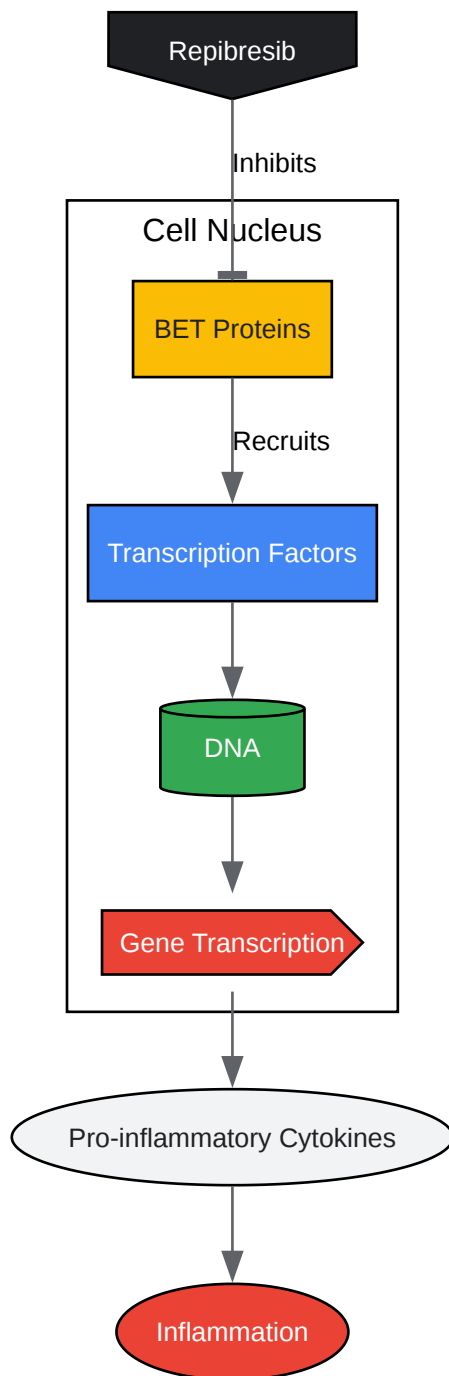 Repibresib
Inhibits
Cell Nucleus
BET Proteins
Recruits
Transcription Factors
DNA
Gene Transcription
Pro-inflammatory Cytokines
Inflammation